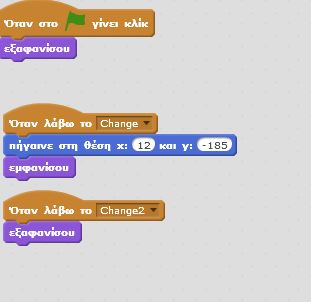 Όταν στο γίνει κλίκ
εξαφανίσου
Όταν λάβω το Change
πήγαινε στη θέση x: 12 και y: -185
εμφανίσου
Όταν λάβω το Change2
εξαφανίσου